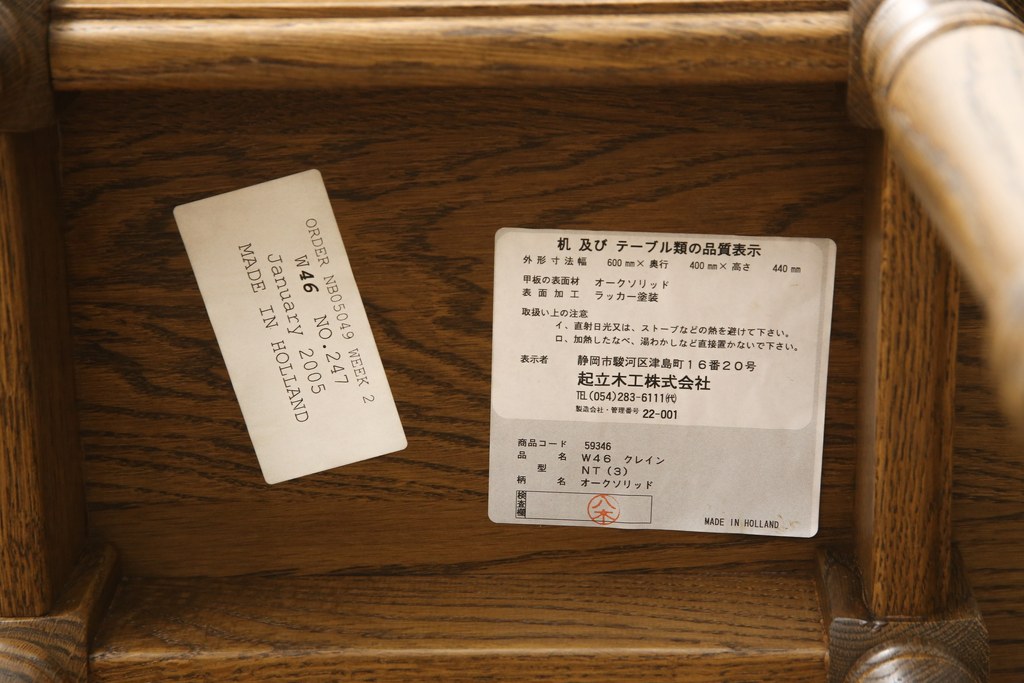 ORDER NB05049 WEEK 2
W46 NO.247
January 2005
MADE IN HOLLAND
机 及び テーブル類の品質表示
外形寸法幅 600㎜×奥行 400㎜×高さ 440㎜
甲板の表面材 オークソリッド
表面加工 ラッカー塗装
取扱い上の注意
イ、直射日光又は、ストーブなどの熱を避けて下さい。
ロ、加熱したなべ、湯わかしなど直接置かないで下さい。
表示者 静岡市駿河区津島町16番20号
起立木工株式会社
TEL(054)283-6111㈹
製造会社・管理番号 22-001
商品コード 59346
品名 W46 クレイン
型 NT(3)
柄名 オークソリッド
検査欄 八木
MADE IN HOLLAND